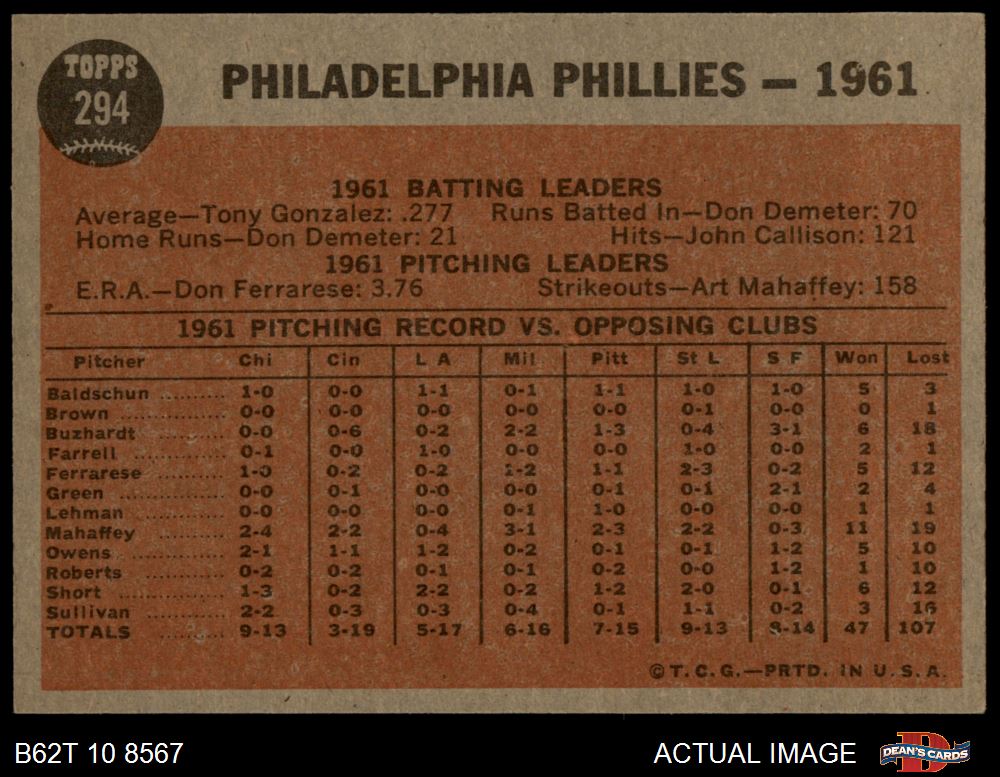 TOPPS
294
PHILADELPHIA PHILLIES — 1961
1961 BATTING LEADERS
Average—Tony Gonzalez: .277 Runs Batted In—Don Demeter: 70
Home Runs—Don Demeter: 21 Hits—John Callison: 121
1961 PITCHING LEADERS
E.R.A.—Don Ferrarese: 3.76 Strikeouts—Art Mahaffey: 158
1961 PITCHING RECORD VS. OPPOSING CLUBS
Pitcher Chi Cin L A Mil Pitt St L S F Won Lost
Baldschun .......... 1-0 0-0 1-1 0-1 1-1 1-0 1-0 5 3
Brown ................ 0-0 0-0 0-0 0-0 0-0 0-1 0-0 0 1
Buzhardt ............ 0-0 0-6 0-2 2-2 1-3 0-4 3-1 6 18
Farrell ................ 0-1 0-0 1-0 0-0 0-0 1-0 0-0 2 1
Ferrarese ............ 1-0 0-2 0-2 1-2 1-1 2-3 0-2 5 12
Green ................ 0-0 0-1 0-0 0-0 0-1 0-1 2-1 2 4
Lehman .............. 0-0 0-0 0-0 0-1 1-0 0-0 0-0 1 1
Mahaffey ............ 2-4 2-2 0-4 3-1 2-3 2-2 0-3 11 19
Owens ................ 2-1 1-1 1-2 0-2 0-1 0-1 1-2 5 10
Roberts .............. 0-2 0-2 0-1 0-1 0-2 0-0 1-2 1 10
Short .................. 1-3 0-2 2-2 0-2 1-2 2-0 0-1 6 12
Sullivan .............. 2-2 0-3 0-3 0-4 0-1 1-1 0-2 3 16
TOTALS .......... 9-13 3-19 5-17 6-16 7-15 9-13 8-14 47 107
© T. C. G.—PRTD. IN U. S. A.
B62T 10 8567 ACTUAL IMAGE DEAN'S CARDS